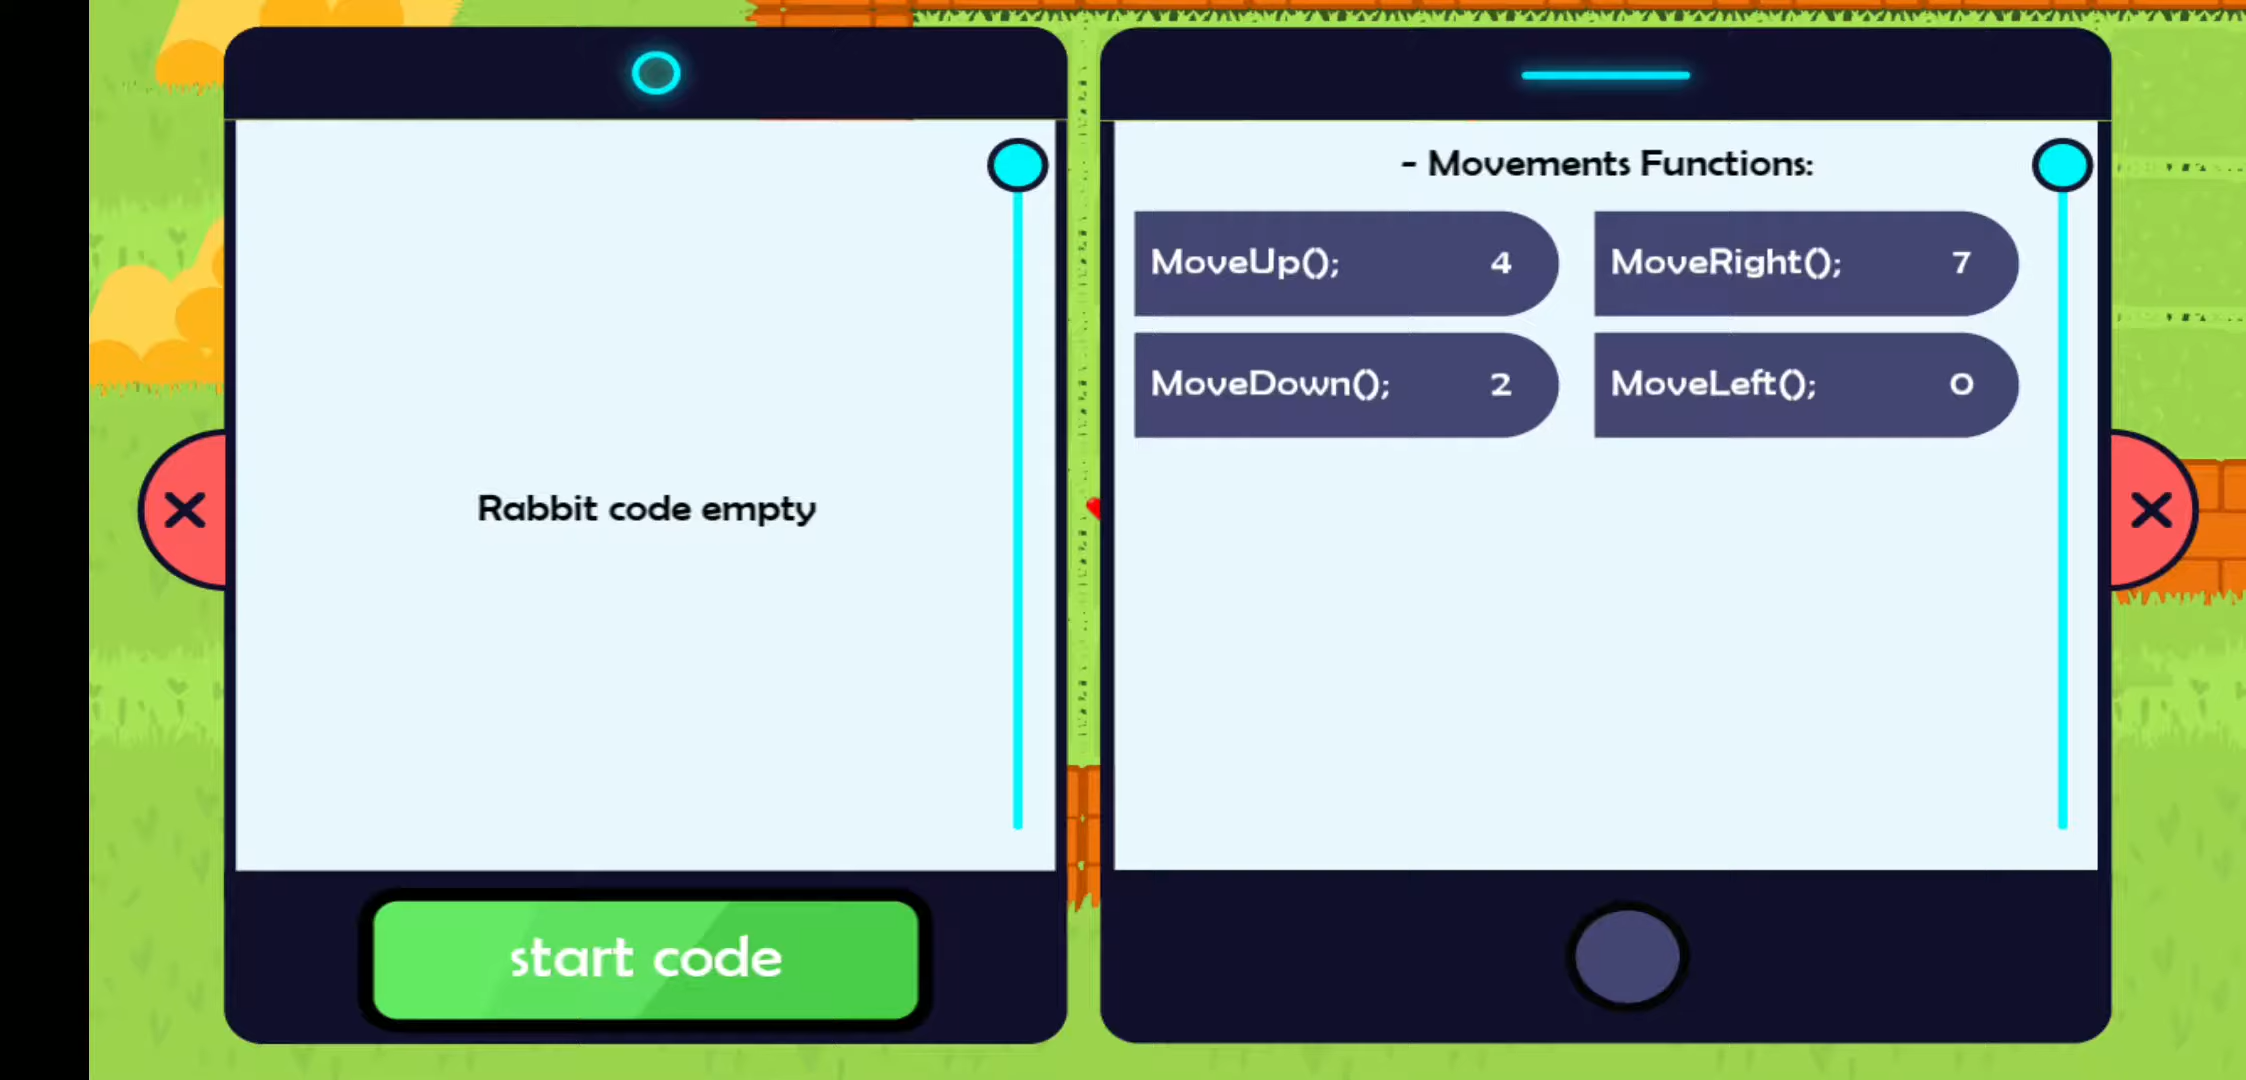 Rabbit code empty
start code
- Movements Functions:
MoveUp(); 4
MoveRight(); 7
MoveDown(); 2
MoveLeft(); 0